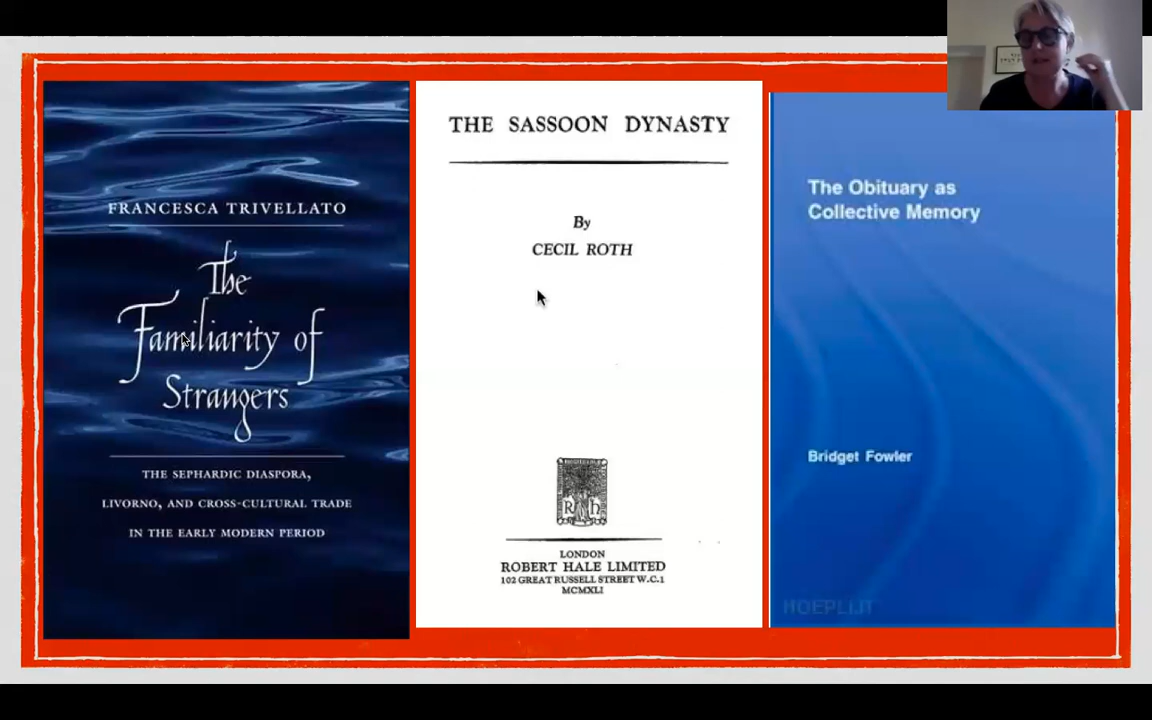 FRANCESCA TRIVELLATO
The
Familiarity of
Strangers
THE SEPHARDIC DIASPORA,
LIVORNO, AND CROSS-CULTURAL TRADE
IN THE EARLY MODERN PERIOD
THE SASSOON DYNASTY
By
CECIL ROTH
R H
LONDON
ROBERT HALE LIMITED
102 GREAT RUSSELL STREET W.C.1
MCMXLI
The Obituary as
Collective Memory
Bridget Fowler
HOEPLI.IT